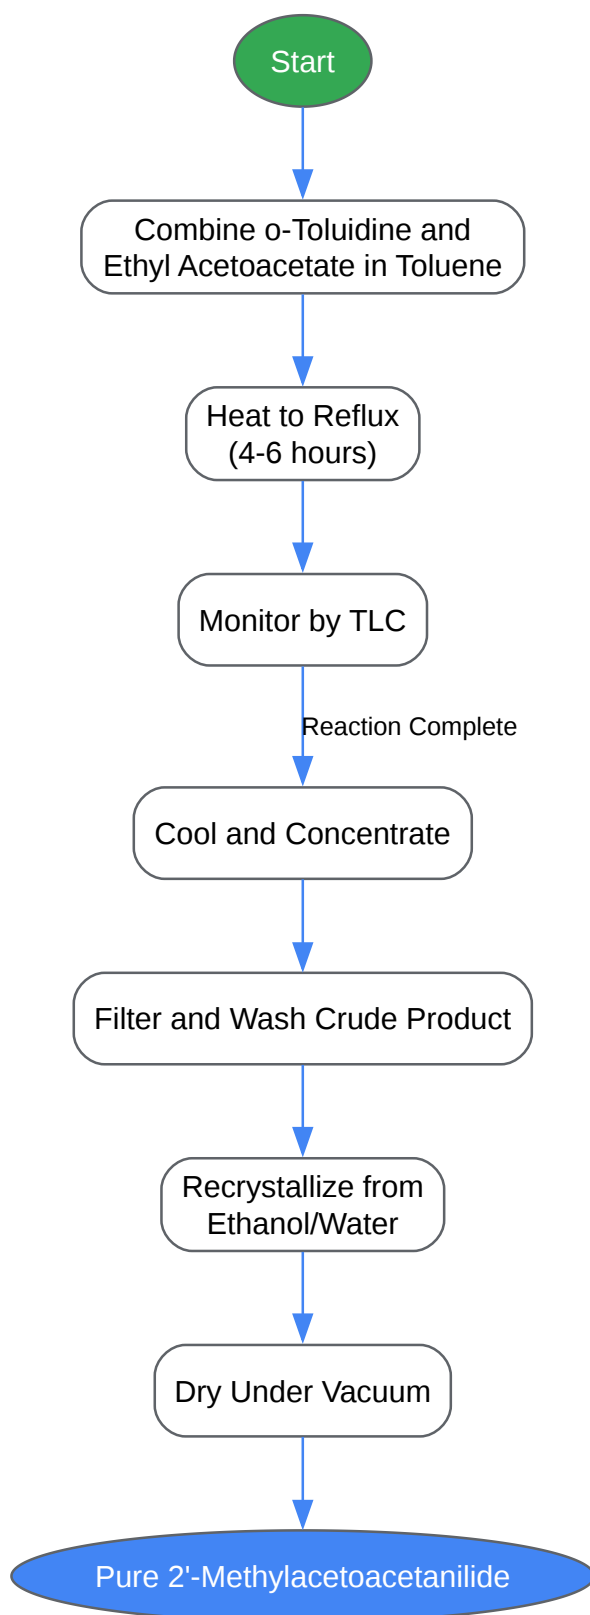 Start
Combine o-Toluidine and
Ethyl Acetoacetate in Toluene
Heat to Reflux
(4-6 hours)
Monitor by TLC
Reaction Complete
Cool and Concentrate
Filter and Wash Crude Product
Recrystallize from
Ethanol/Water
Dry Under Vacuum
Pure 2'-Methylacetoacetanilide